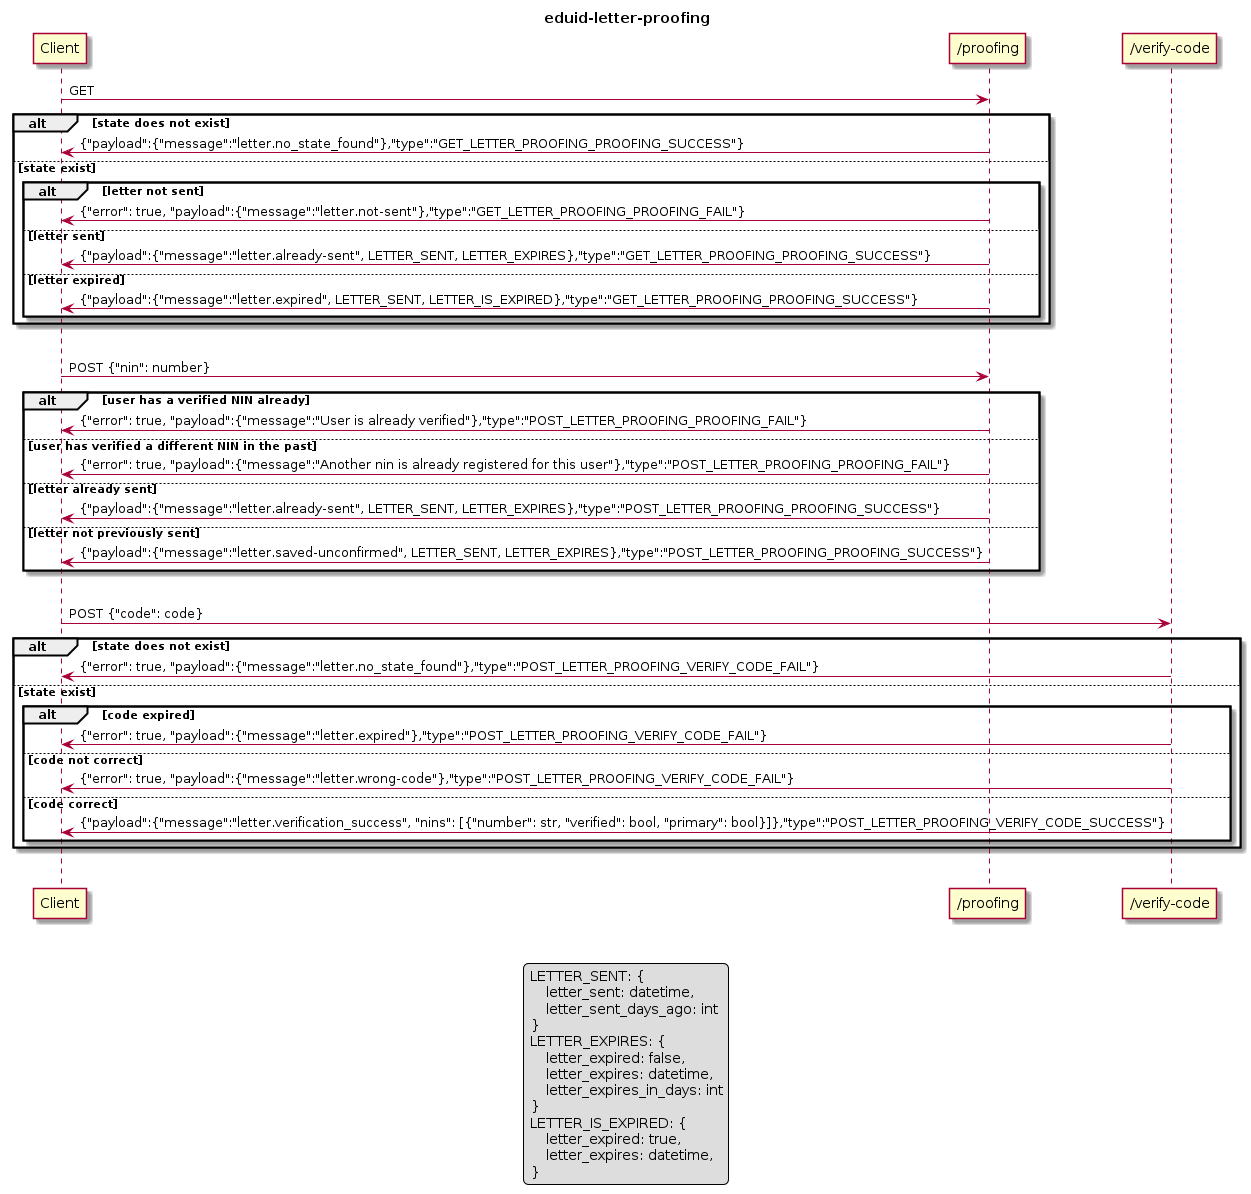 eduid-letter-proofing
Client /proofing /verify-code
GET
alt [state does not exist]
{"payload":{"message":"letter.no_state_found"},"type":"GET_LETTER_PROOFING_PROOFING_SUCCESS"}
[state exist]
alt [letter not sent]
{"error": true, "payload":{"message":"letter.not-sent"},"type":"GET_LETTER_PROOFING_PROOFING_FAIL"}
[letter sent]
{"payload":{"message":"letter.already-sent", LETTER_SENT, LETTER_EXPIRES},"type":"GET_LETTER_PROOFING_PROOFING_SUCCESS"}
[letter expired]
{"payload":{"message":"letter.expired", LETTER_SENT, LETTER_IS_EXPIRED},"type":"GET_LETTER_PROOFING_PROOFING_SUCCESS"}
POST {"nin": number}
alt [user has a verified NIN already]
{"error": true, "payload":{"message":"User is already verified"},"type":"POST_LETTER_PROOFING_PROOFING_FAIL"}
[user has verified a different NIN in the past]
{"error": true, "payload":{"message":"Another nin is already registered for this user"},"type":"POST_LETTER_PROOFING_PROOFING_FAIL"}
[letter already sent]
{"payload":{"message":"letter.already-sent", LETTER_SENT, LETTER_EXPIRES},"type":"POST_LETTER_PROOFING_PROOFING_SUCCESS"}
[letter not previously sent]
{"payload":{"message":"letter.saved-unconfirmed", LETTER_SENT, LETTER_EXPIRES},"type":"POST_LETTER_PROOFING_PROOFING_SUCCESS"}
POST {"code": code}
alt [state does not exist]
{"error": true, "payload":{"message":"letter.no_state_found"},"type":"POST_LETTER_PROOFING_VERIFY_CODE_FAIL"}
[state exist]
alt [code expired]
{"error": true, "payload":{"message":"letter.expired"},"type":"POST_LETTER_PROOFING_VERIFY_CODE_FAIL"}
[code not correct]
{"error": true, "payload":{"message":"letter.wrong-code"},"type":"POST_LETTER_PROOFING_VERIFY_CODE_FAIL"}
[code correct]
{"payload":{"message":"letter.verification_success", "nins": [{"number": str, "verified": bool, "primary": bool}]},"type":"POST_LETTER_PROOFING_VERIFY_CODE_SUCCESS"}
Client /proofing /verify-code
LETTER_SENT: {
letter_sent: datetime,
letter_sent_days_ago: int
}
LETTER_EXPIRES: {
letter_expired: false,
letter_expires: datetime,
letter_expires_in_days: int
}
LETTER_IS_EXPIRED: {
letter_expired: true,
letter_expires: datetime,
}